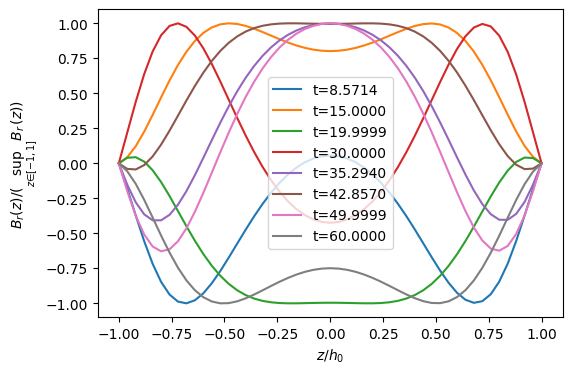 1.00
0.75
0.50
0.25
0.00
−0.25
−0.50
−0.75
−1.00
B_r(z)/( sup_{z∈[−1, 1]} B_r(z))
t=8.5714
t=15.0000
t=19.9999
t=30.0000
t=35.2940
t=42.8570
t=49.9999
t=60.0000
−1.00 −0.75 −0.50 −0.25 0.00 0.25 0.50 0.75 1.00
z/h_0